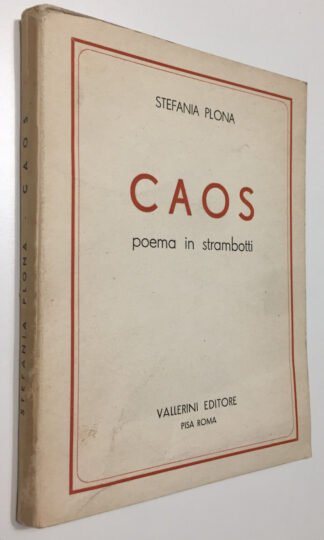 STEFANIA PLONA
CAOS
poema in strambotti
VALLERINI EDITORE
PISA ROMA
STEFANIA PLONA - CAOS